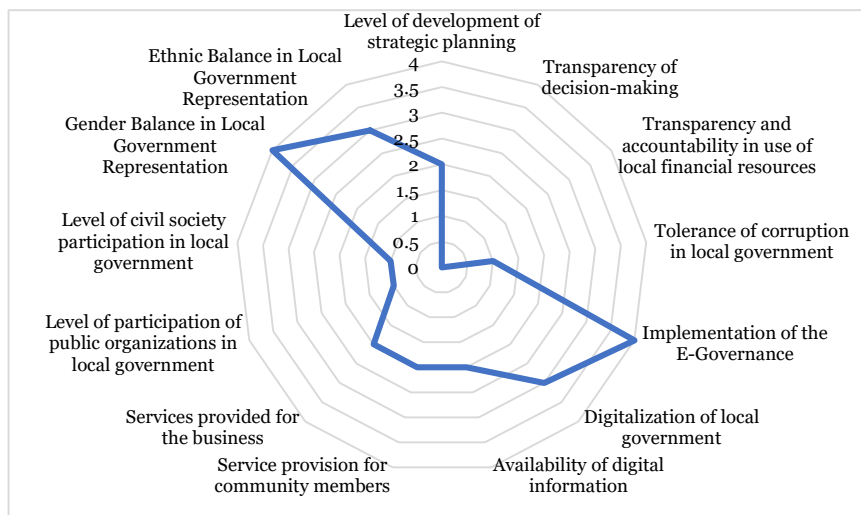 Level of development of
strategic planning
Transparency of
decision-making
Transparency and
accountability in use of
local financial resources
Tolerance of corruption
in local government
Implementation of the
E-Governance
Digitalization of local
government
Availability of digital
information
Service provision for
community members
Services provided for
the business
Level of participation of
public organizations in
local government
Level of civil society
participation in local
government
Gender Balance in Local
Government
Representation
Ethnic Balance in Local
Government
Representation
4
3.5
3
2.5
2
1.5
1
0.5
0